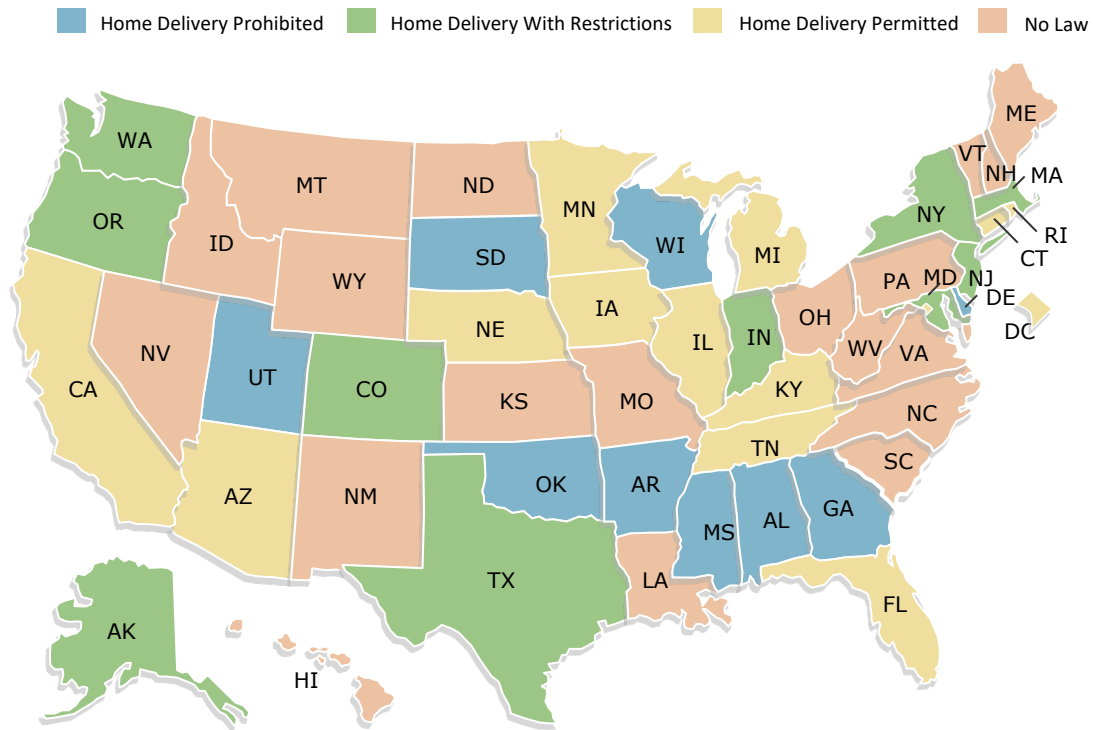 Home Delivery Prohibited Home Delivery With Restrictions Home Delivery Permitted No Law
ME
WA
VT
NH
MA
MT
ND
OR
MN
NY
ID
WI
RI
SD
MI
CT
WY
PA
MD
NJ
DE
IA
NE
OH
DC
IL
IN
NV
WV
VA
UT
CA
CO
KY
KS
MO
NC
TN
SC
OK
AR
AZ
NM
GA
MS
AL
TX
LA
FL
AK
HI